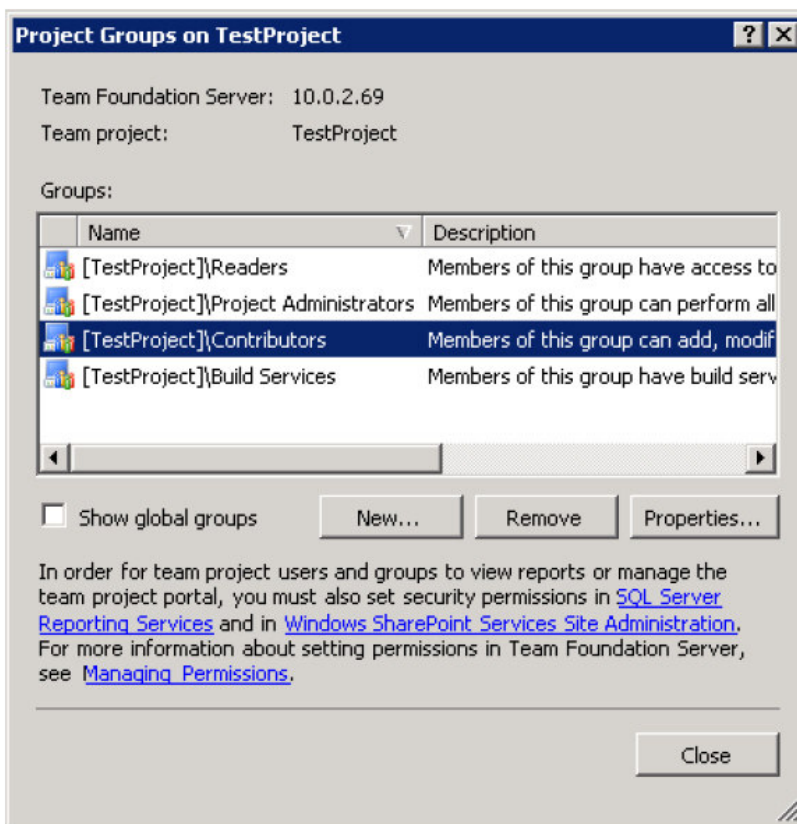 Project Groups on TestProject
Team Foundation Server: 10.0.2.69
Team project: TestProject
Groups:
Name Description
[TestProject]\Readers Members of this group have access to
[TestProject]\Project Administrators Members of this group can perform all
[TestProject]\Contributors Members of this group can add, modif
[TestProject]\Build Services Members of this group have build serv
Show global groups New... Remove Properties...
In order for team project users and groups to view reports or manage the
team project portal, you must also set security permissions in SQL Server
Reporting Services and in Windows SharePoint Services Site Administration.
For more information about setting permissions in Team Foundation Server,
see Managing Permissions.
Close